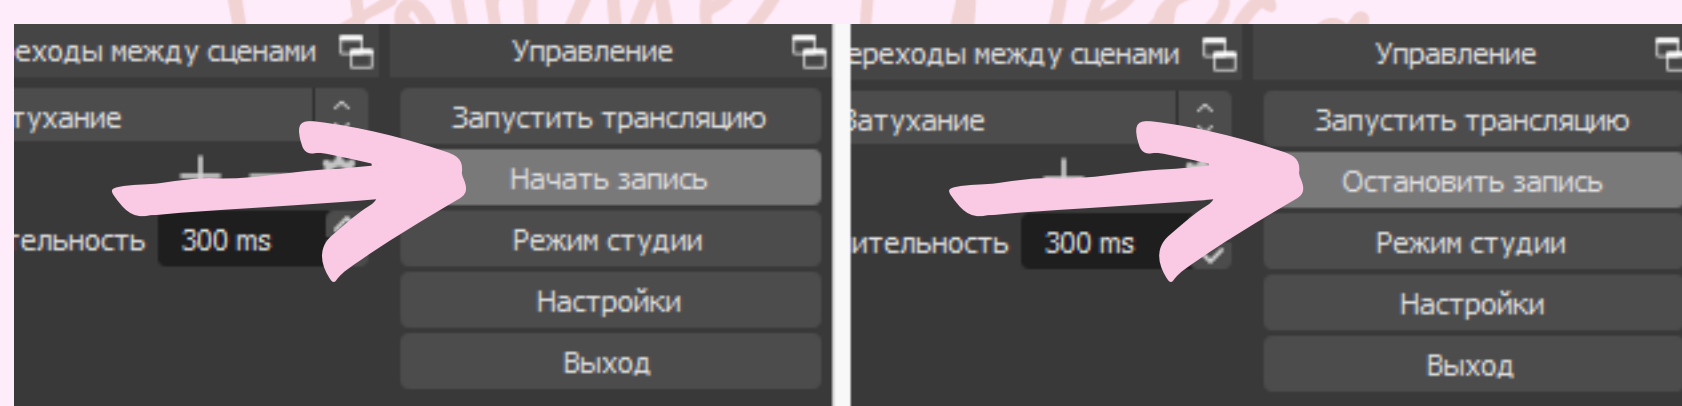 еходы между сценами
Управление
тухание
Запустить трансляцию
Начать запись
тельность 300 ms
Режим студии
Настройки
Выход
ереходы между сценами
Управление
Затухание
Запустить трансляцию
Остановить запись
ительность 300 ms
Режим студии
Настройки
Выход